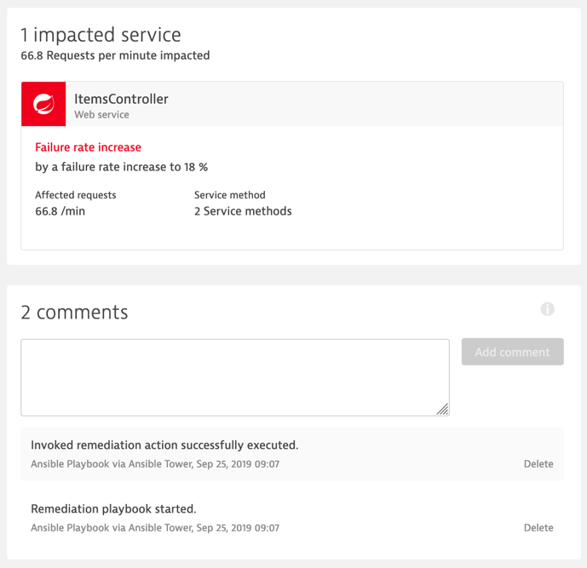 1 impacted service
66.8 Requests per minute impacted
ItemsController
Web service
Failure rate increase
by a failure rate increase to 18 %
Affected requests
Service method
66.8 /min
2 Service methods
2 comments
Add comment
Invoked remediation action successfully executed.
Ansible Playbook via Ansible Tower, Sep 25, 2019 09:07
Delete
Remediation playbook started.
Ansible Playbook via Ansible Tower, Sep 25, 2019 09:07
Delete